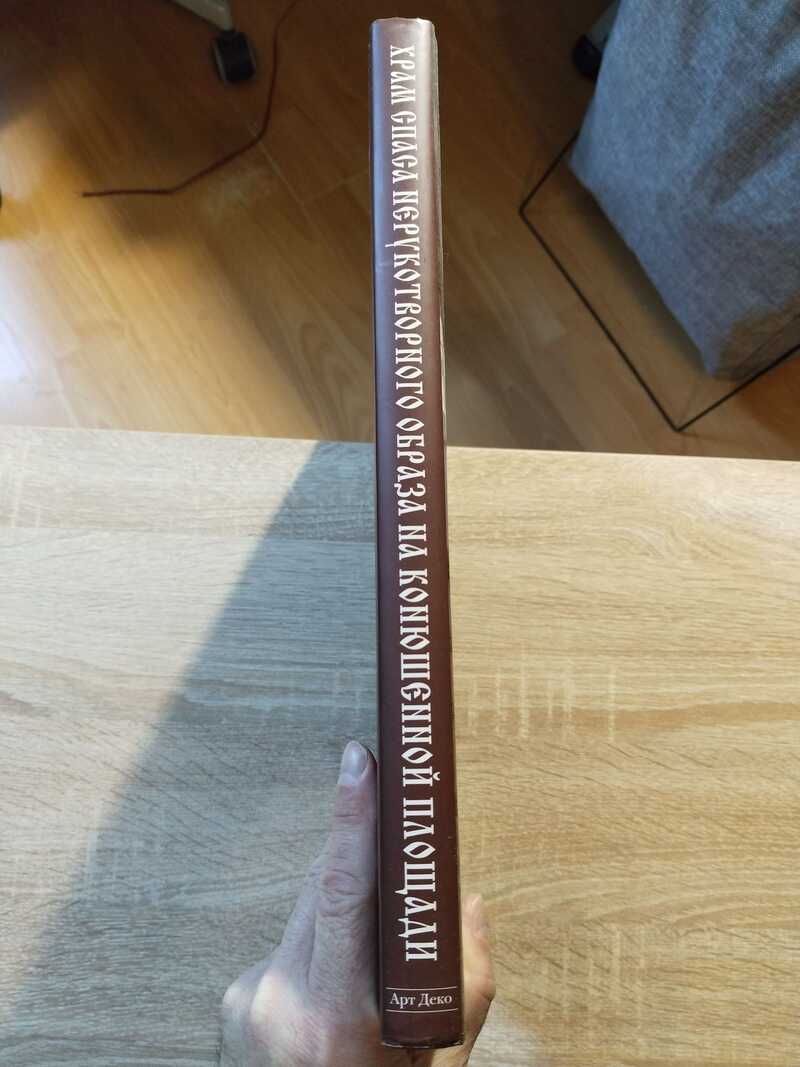 ХРАМ СПАСА НЕРУКОТВОРНОГО ОБРАЗА НА КОНЮШЕННОЙ ПЛОЩАДИ
Арт Деко